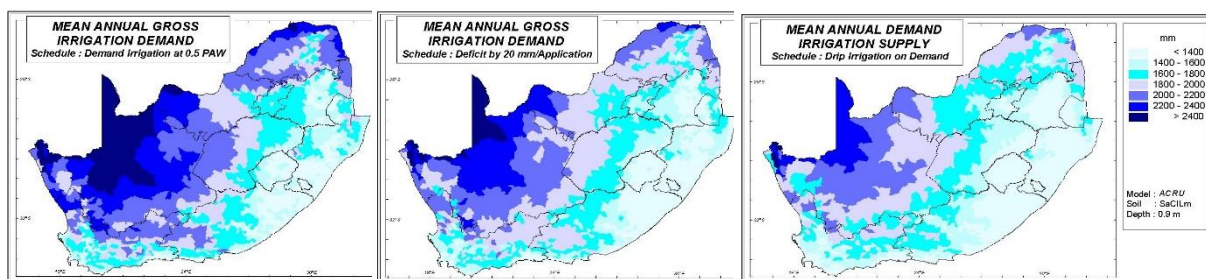 MEAN ANNUAL GROSS
IRRIGATION DEMAND
Schedule : Demand Irrigation at 0.5 PAW
MEAN ANNUAL GROSS
IRRIGATION DEMAND
Schedule : Deficit by 20 mm/Application
MEAN ANNUAL DEMAND
IRRIGATION SUPPLY
Schedule : Drip Irrigation on Demand
mm
< 1400
1400 - 1600
1600 - 1800
1800 - 2000
2000 - 2200
2200 - 2400
> 2400
Model : ACRU
Soil : SaClLm
Depth : 0.9 m